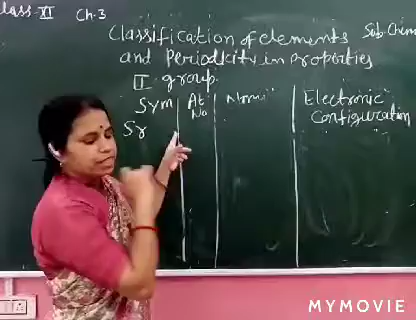 Class-XI Ch.3
Classification of elements Sub. Chem
and Periodicity in properties
II group
Sym At No Electronic Configuration
Sr
MYMOVIE